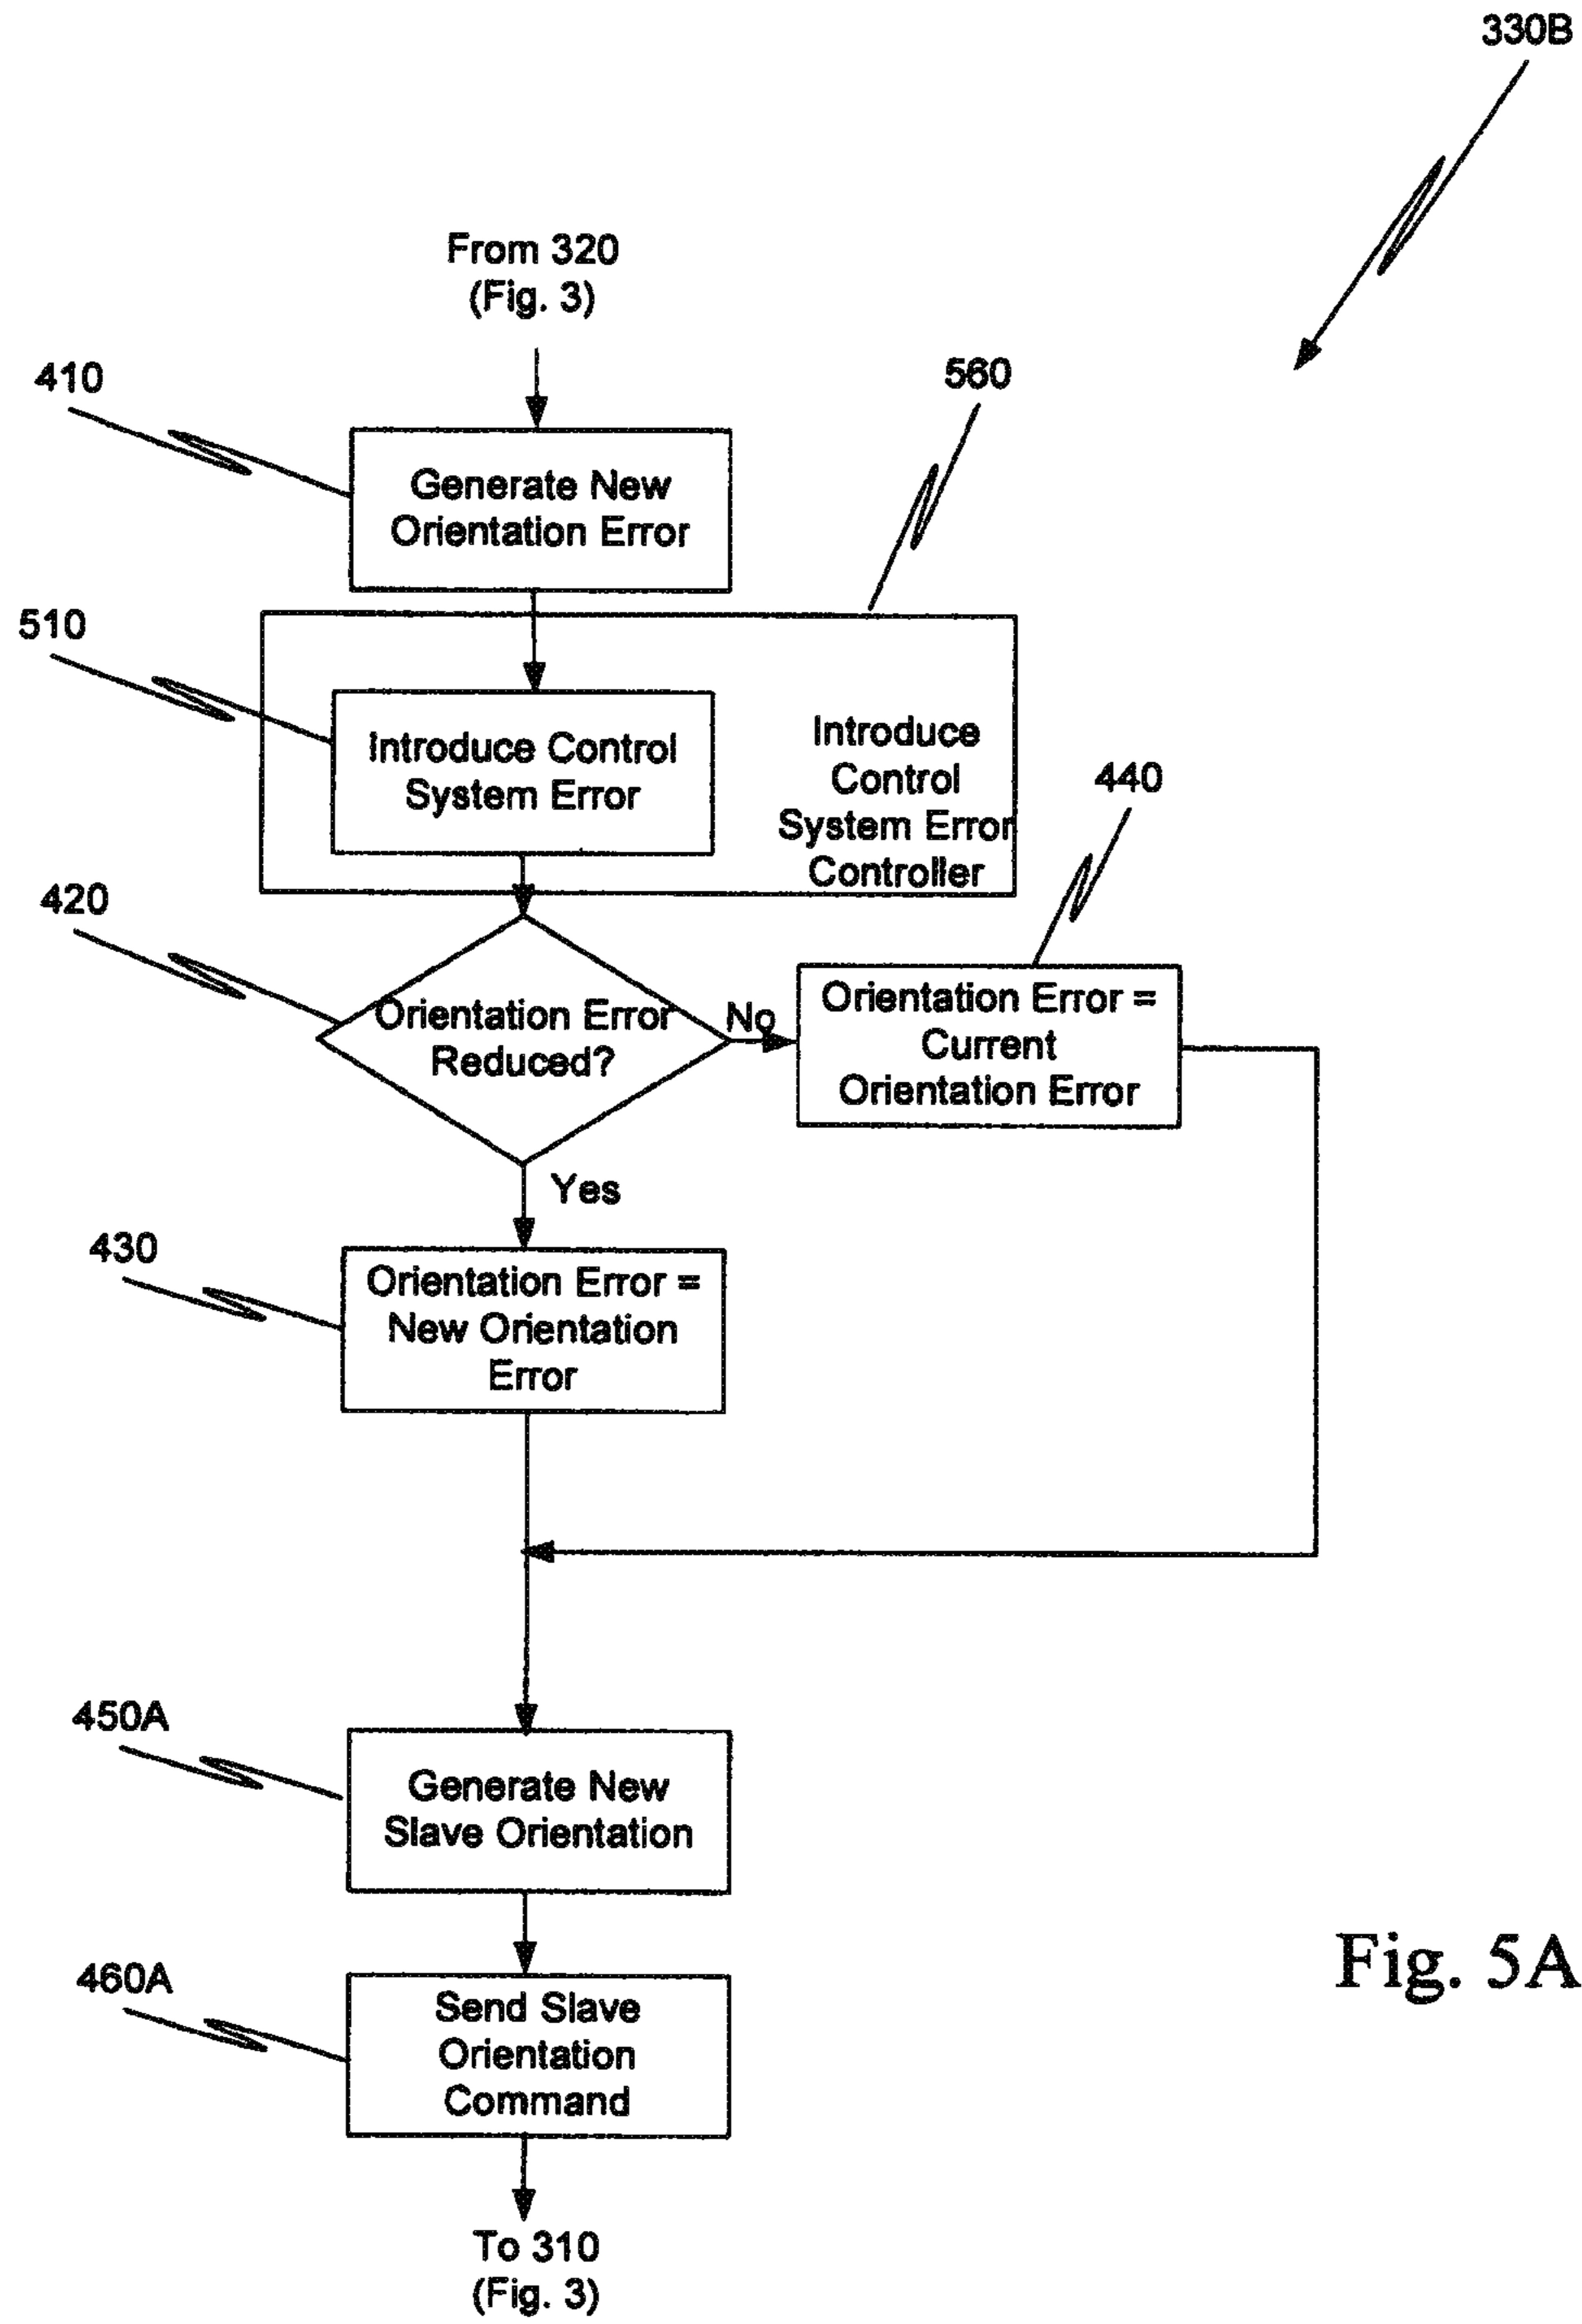 330B
From 320
(Fig. 3)
410
560
Generate New
Orientation Error
510
Introduce Control
System Error
Introduce
Control
System Error
Controller
440
420
Orientation Error
Reduced?
No
Orientation Error =
Current
Orientation Error
Yes
430
Orientation Error =
New Orientation
Error
450A
Generate New
Slave Orientation
460A
Send Slave
Orientation
Command
Fig. 5A
To 310
(Fig. 3)